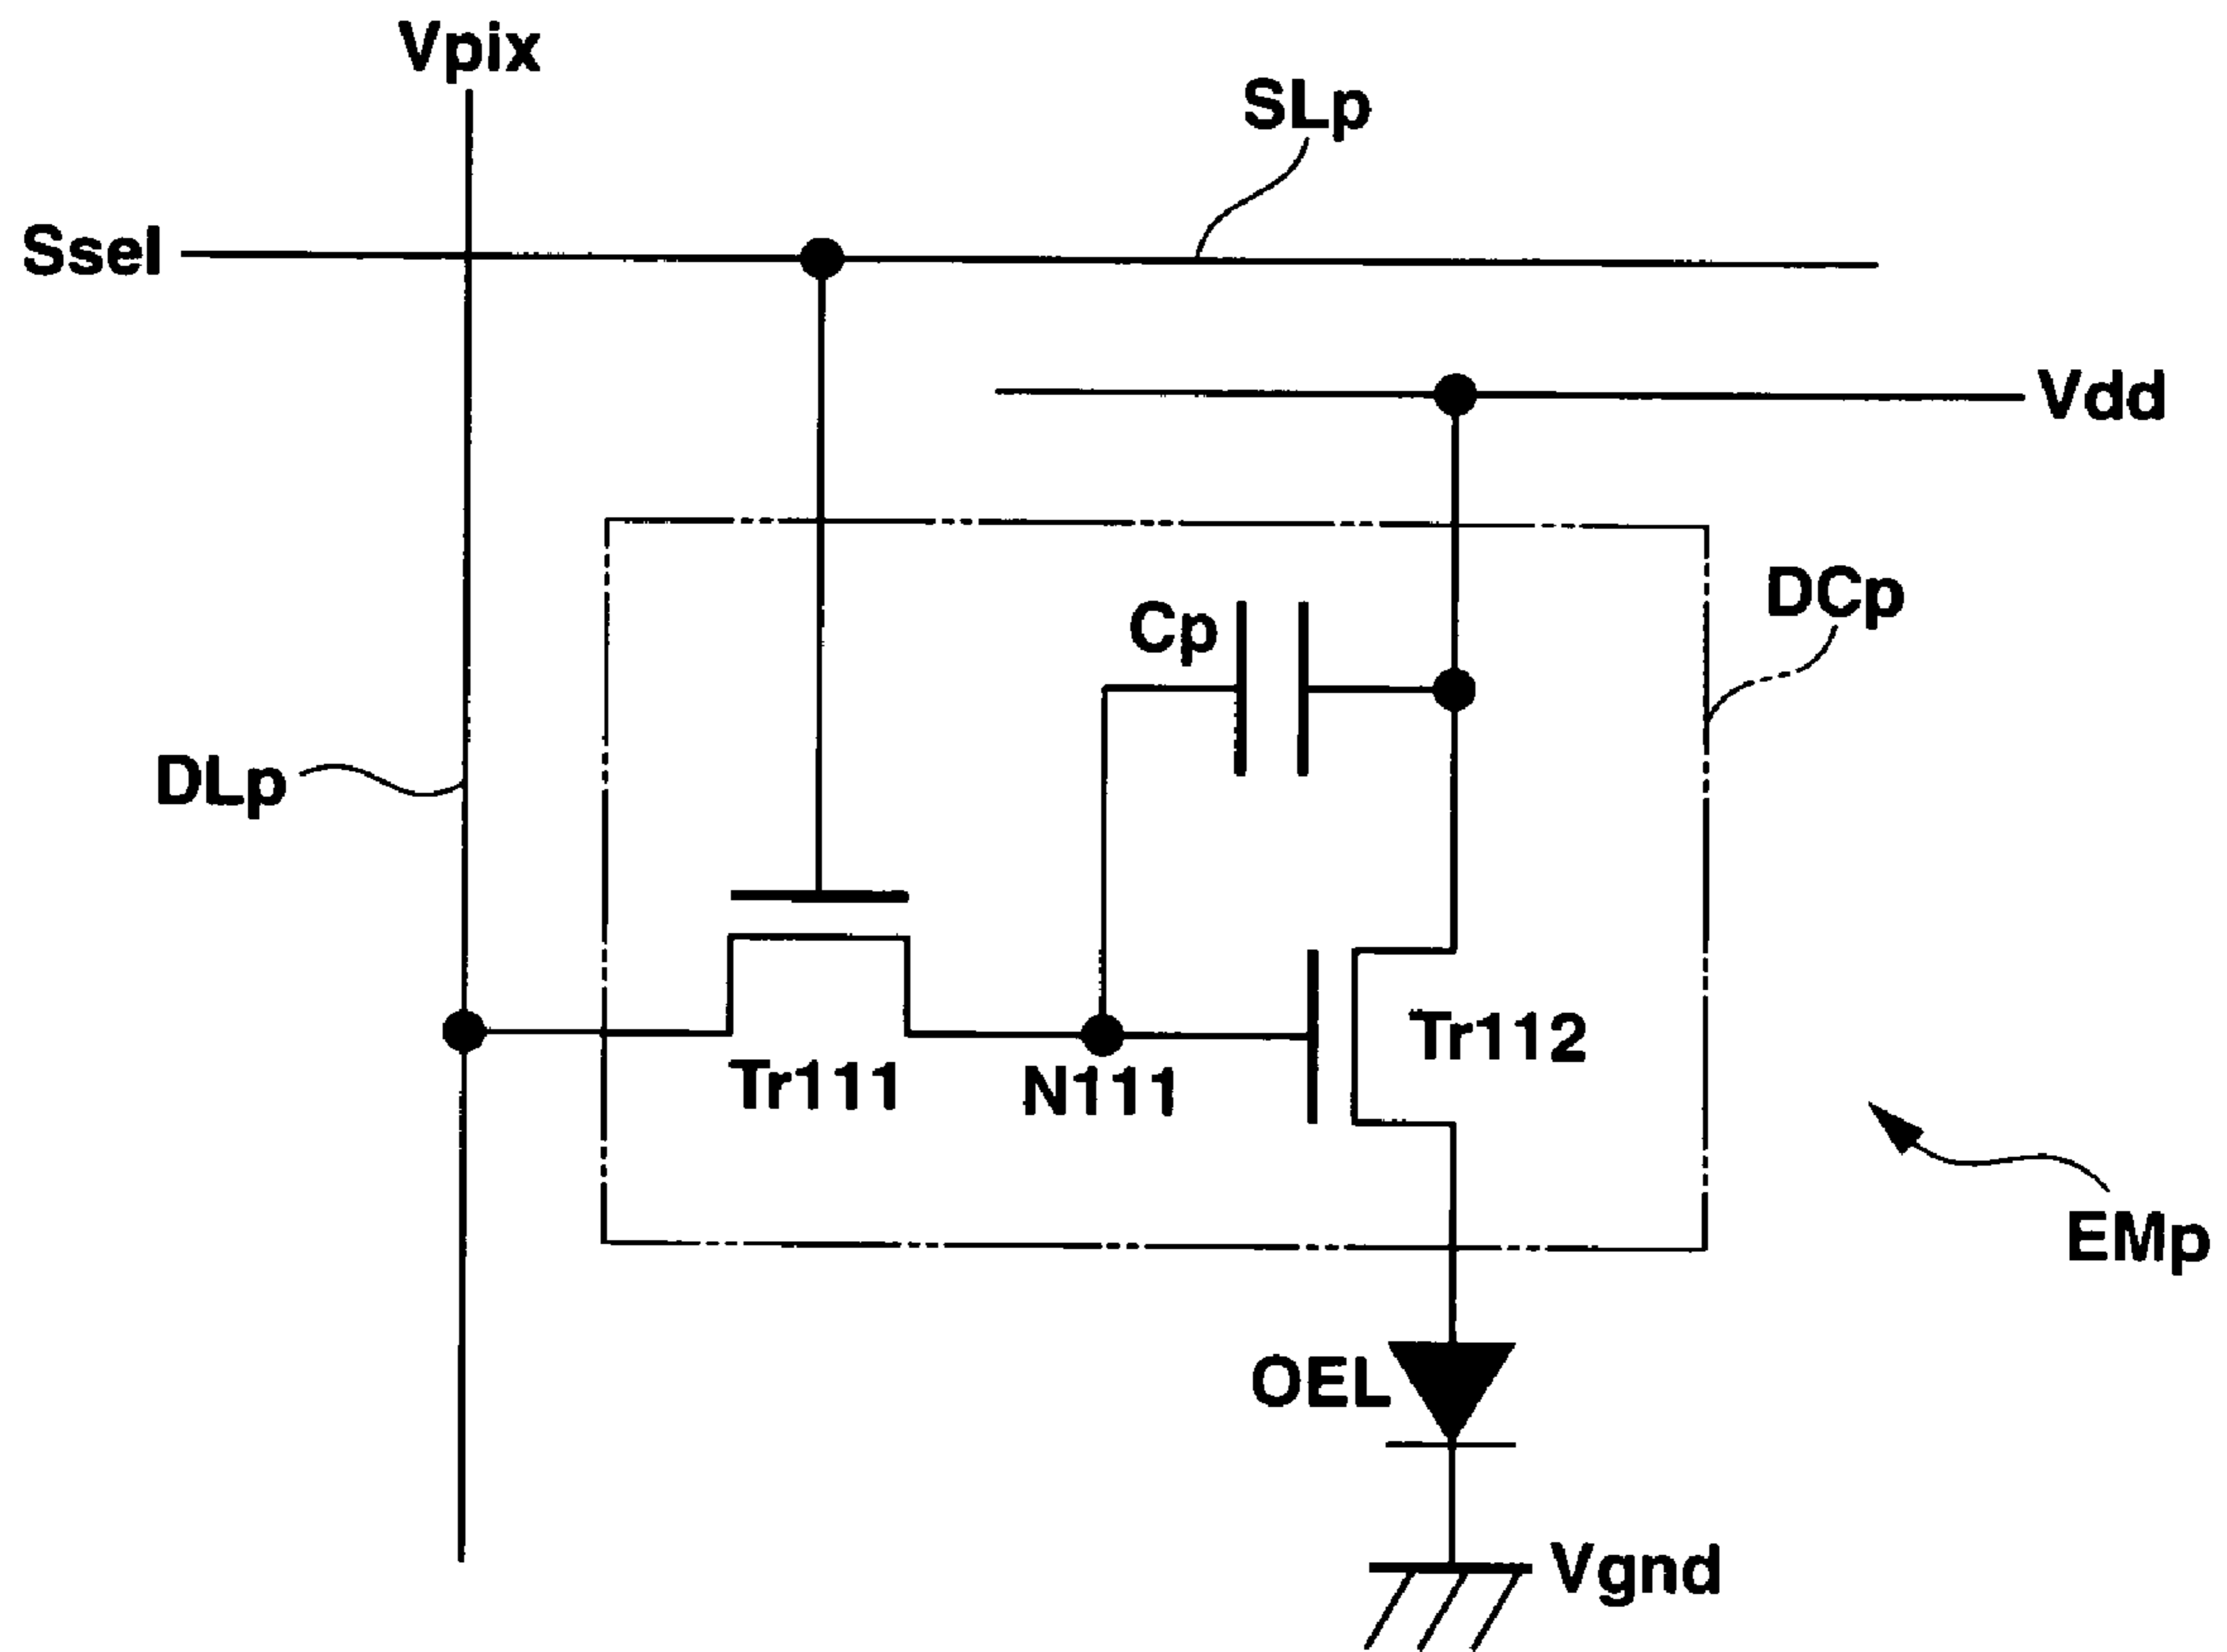 Vpix
SLp
Ssel
Vdd
DCp
Cp
DLp
Tr112
Tr111
N111
EMp
OEL
Vgnd